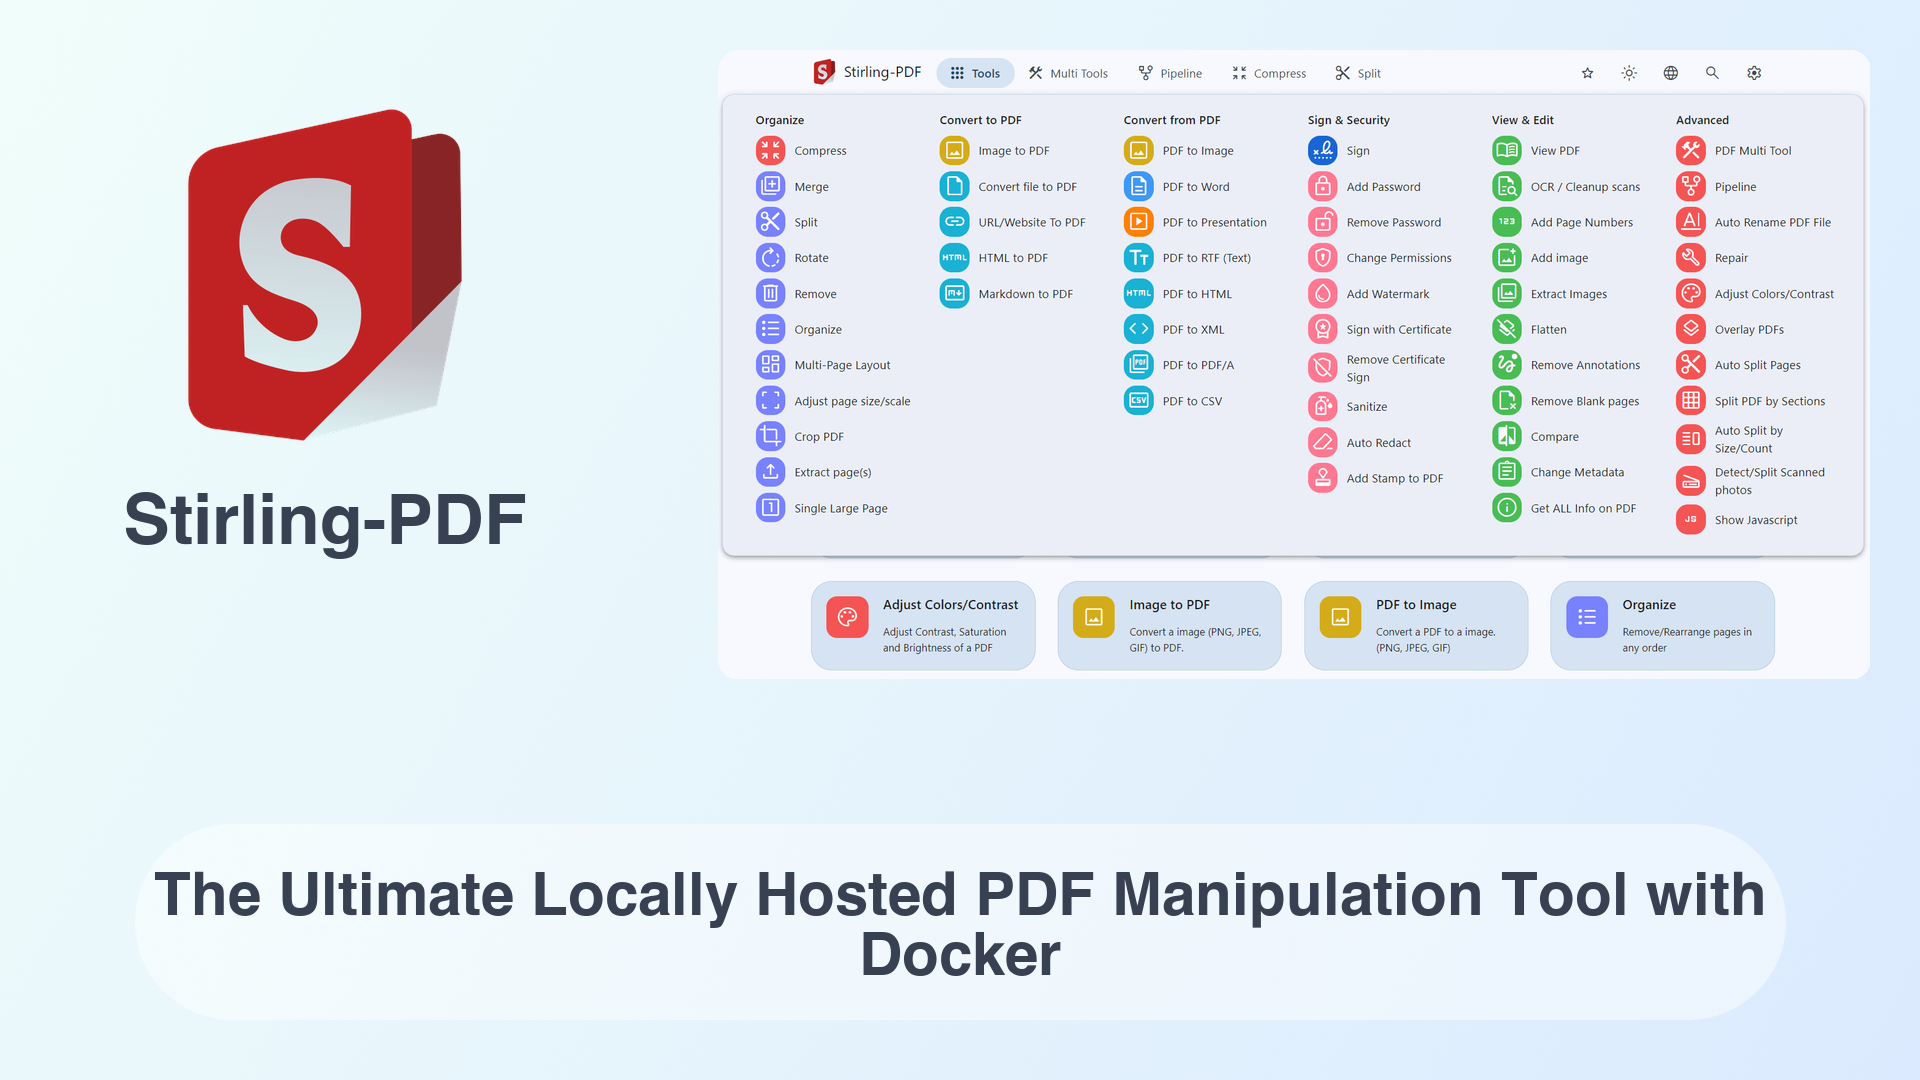 S
Stirling-PDF
S
Stirling-PDF
Tools
Multi Tools
Pipeline
Compress
Split
Organize
Compress
Merge
Split
Rotate
Remove
Organize
Multi-Page Layout
Adjust page size/scale
Crop PDF
Extract page(s)
1
Single Large Page
Convert to PDF
Image to PDF
Convert file to PDF
URL/Website To PDF
HTML
HTML to PDF
Markdown to PDF
Convert from PDF
PDF to Image
PDF to Word
PDF to Presentation
TT
PDF to RTF (Text)
HTML
PDF to HTML
PDF to XML
PDF
PDF to PDF/A
CSV
PDF to CSV
Sign & Security
Sign
Add Password
Remove Password
Change Permissions
Add Watermark
Sign with Certificate
Remove Certificate
Sign
Sanitize
Auto Redact
Add Stamp to PDF
View & Edit
View PDF
OCR / Cleanup scans
123
Add Page Numbers
Add image
Extract Images
Flatten
Remove Annotations
Remove Blank pages
Compare
Change Metadata
Get ALL Info on PDF
Advanced
PDF Multi Tool
Pipeline
AI
Auto Rename PDF File
Repair
Adjust Colors/Contrast
Overlay PDFs
Auto Split Pages
Split PDF by Sections
Auto Split by
Size/Count
Detect/Split Scanned
photos
JS
Show Javascript
Adjust Colors/Contrast
Adjust Contrast, Saturation
and Brightness of a PDF
Image to PDF
Convert a image (PNG, JPEG,
GIF) to PDF.
PDF to Image
Convert a PDF to a image.
(PNG, JPEG, GIF)
Organize
Remove/Rearrange pages in
any order
The Ultimate Locally Hosted PDF Manipulation Tool with
Docker